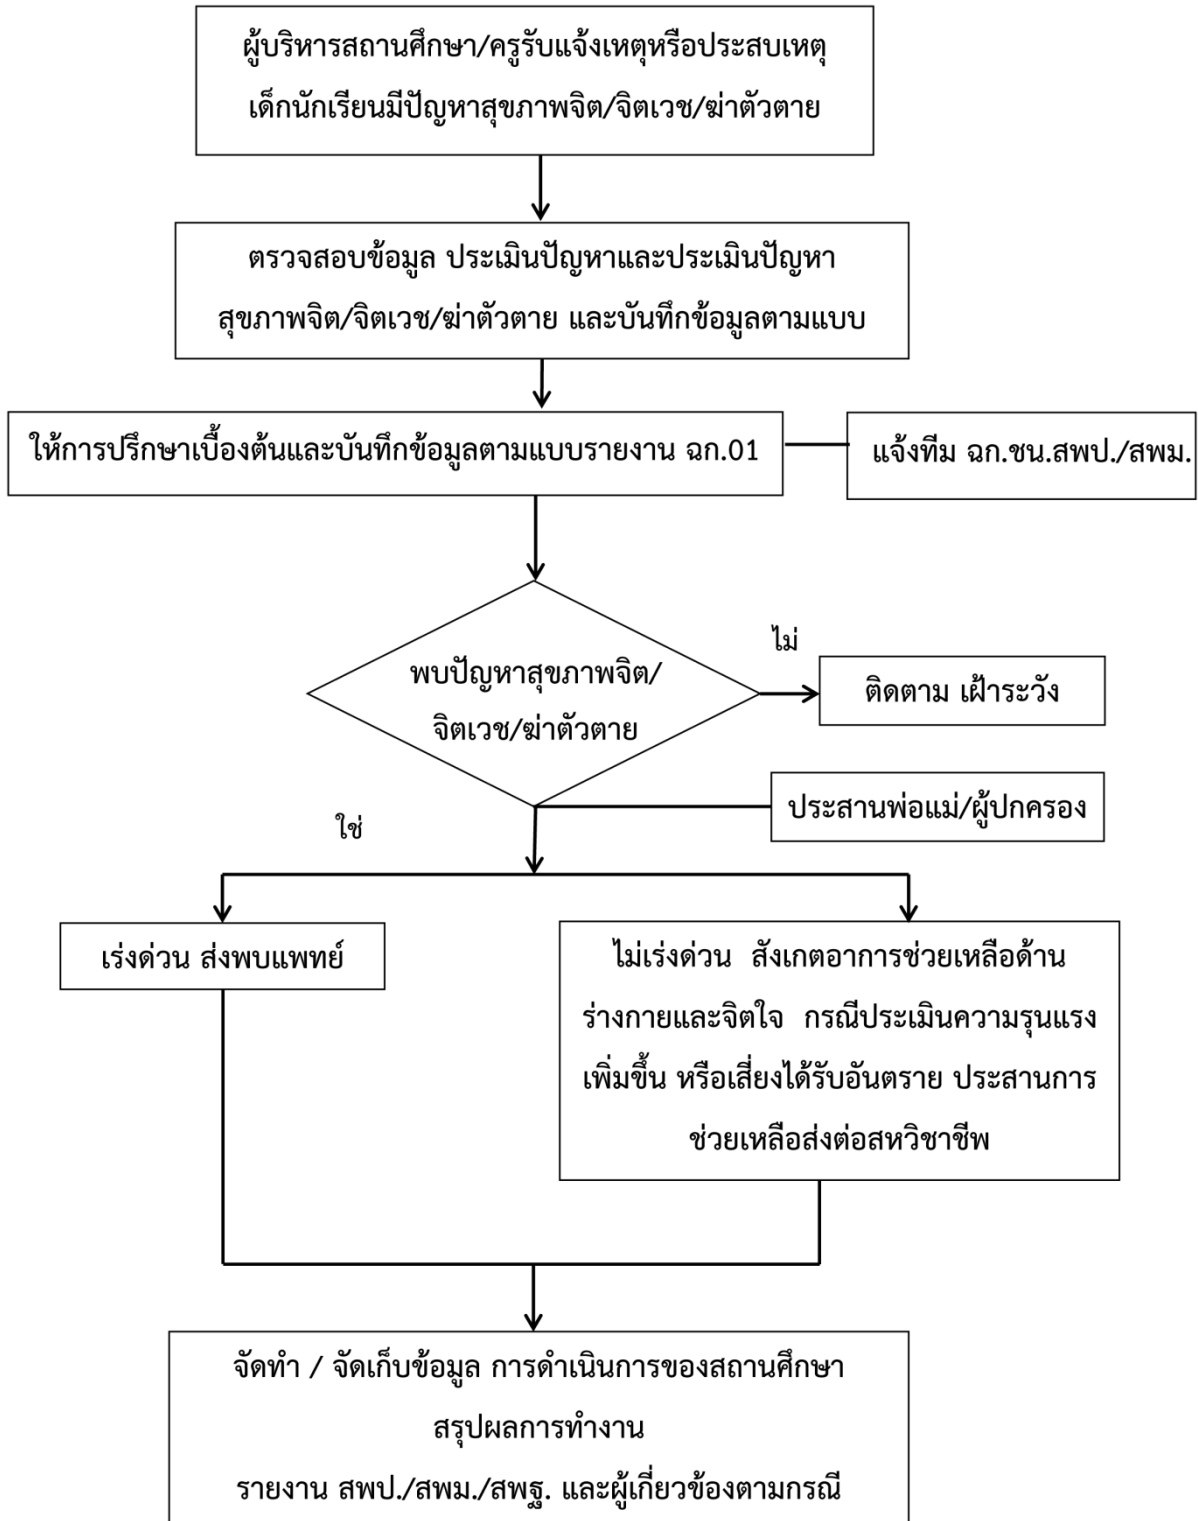 ผู้บริหารสถานศึกษา/ครูรับแจ้งเหตุหรือประสบเหตุ
เด็กนักเรียนมีปัญหาสุขภาพจิต/จิตเวช/ฆ่าตัวตาย
ตรวจสอบข้อมูล ประเมินปัญหาและประเมินปัญหา
สุขภาพจิต/จิตเวช/ฆ่าตัวตาย และบันทึกข้อมูลตามแบบ
ให้การปรึกษาเบื้องต้นและบันทึกข้อมูลตามแบบรายงาน ฉก.01
แจ้งทีม ฉก.ชน.สพป./สพม.
พบปัญหาสุขภาพจิต/
จิตเวช/ฆ่าตัวตาย
ไม่
ติดตาม เฝ้าระวัง
ประสานพ่อแม่/ผู้ปกครอง
ใช่
เร่งด่วน ส่งพบแพทย์
ไม่เร่งด่วน สังเกตอาการช่วยเหลือด้าน
ร่างกายและจิตใจ กรณีประเมินความรุนแรง
เพิ่มขึ้น หรือเสี่ยงได้รับอันตราย ประสานการ
ช่วยเหลือส่งต่อสหวิชาชีพ
จัดทำ / จัดเก็บข้อมูล การดำเนินการของสถานศึกษา
สรุปผลการทำงาน
รายงาน สพป./สพม./สพฐ. และผู้เกี่ยวข้องตามกรณี